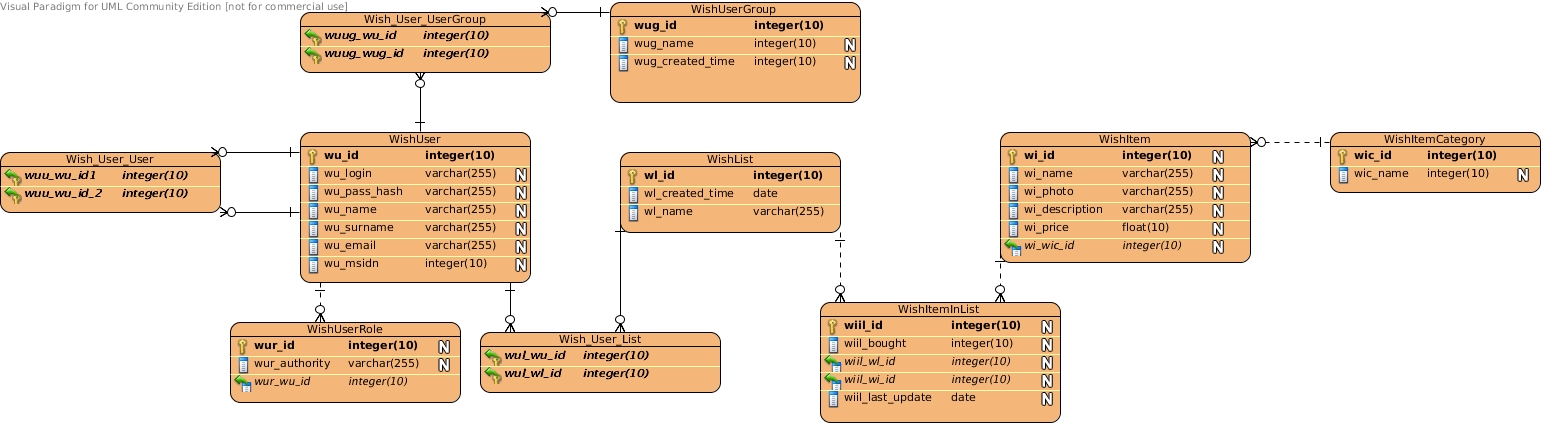 Visual Paradigm for UML Community Edition [not for commercial use]
Wish_User_UserGroup
wuug_wu_id integer(10)
wuug_wug_id integer(10)
WishUserGroup
wug_id integer(10)
wug_name integer(10) N
wug_created_time integer(10) N
Wish_User_User
wuu_wu_id1 integer(10)
wuu_wu_id_2 integer(10)
WishUser
wu_id integer(10)
wu_login varchar(255) N
wu_pass_hash varchar(255) N
wu_name varchar(255) N
wu_surname varchar(255) N
wu_email varchar(255) N
wu_msidn integer(10) N
WishList
wl_id integer(10)
wl_created_time date
wl_name varchar(255)
WishItem
wi_id integer(10) N
wi_name varchar(255) N
wi_photo varchar(255) N
wi_description varchar(255) N
wi_price float(10) N
wi_wic_id integer(10) N
WishItemCategory
wic_id integer(10)
wic_name integer(10) N
WishUserRole
wur_id integer(10) N
wur_authority varchar(255) N
wur_wu_id integer(10)
Wish_User_List
wul_wu_id integer(10)
wul_wl_id integer(10)
WishItemInList
wiil_id integer(10) N
wiil_bought integer(10) N
wiil_wl_id integer(10) N
wiil_wi_id integer(10) N
wiil_last_update date N